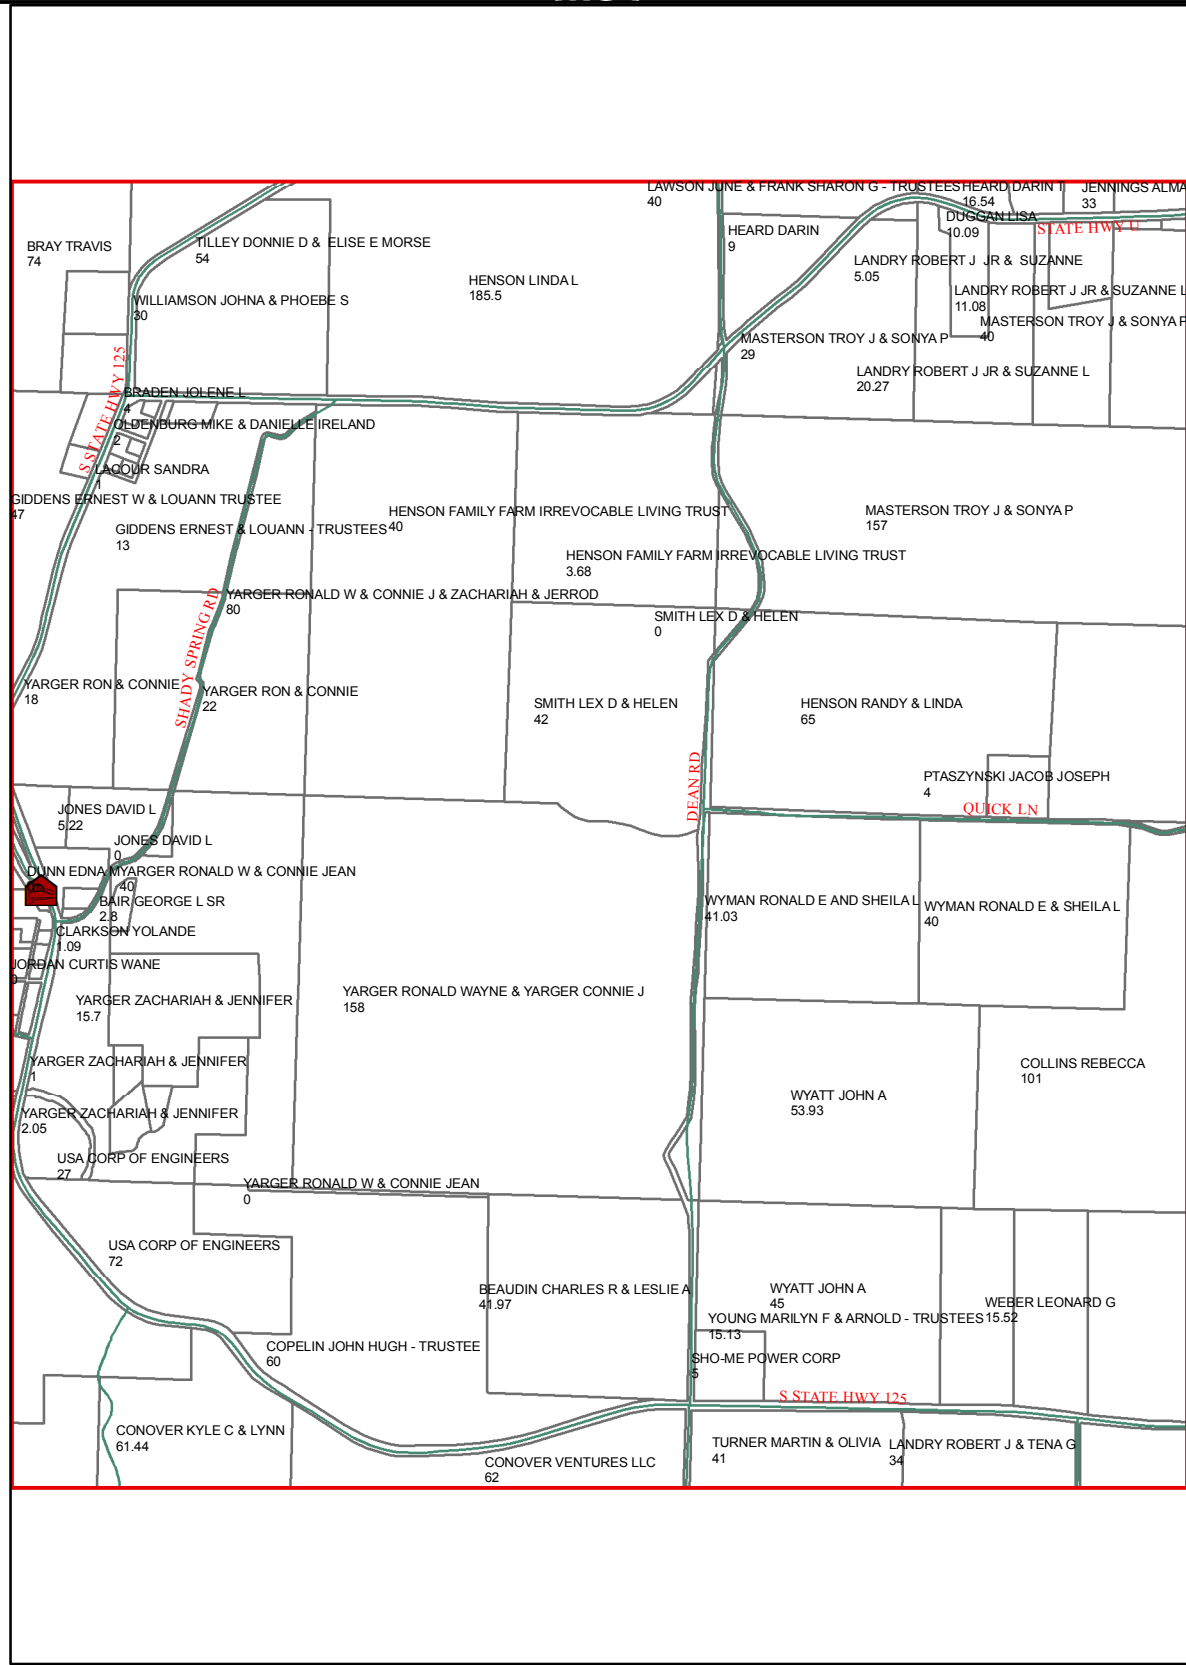 LAWSON JUNE & FRANK SHARON G - TRUSTEES
40
HEARD DARIN T
16.54
JENNINGS ALMA
33
DUGGAN LISA
10.09
STATE HWY U
HEARD DARIN
9
BRAY TRAVIS
74
TILLEY DONNIE D & ELISE E MORSE
54
LANDRY ROBERT J JR & SUZANNE
5.05
HENSON LINDA L
185.5
LANDRY ROBERT J JR & SUZANNE L
11.08
WILLIAMSON JOHNA & PHOEBE S
30
MASTERSON TROY J & SONYA P
40
MASTERSON TROY J & SONYA P
29
S STATE HWY 125
LANDRY ROBERT J JR & SUZANNE L
20.27
BRADEN JOLENE L
4
OLDENBURG MIKE & DANIELLE IRELAND
2
LACOUR SANDRA
1
GIDDENS ERNEST W & LOUANN TRUSTEE
47
HENSON FAMILY FARM IRREVOCABLE LIVING TRUST
40
MASTERSON TROY J & SONYA P
157
GIDDENS ERNEST & LOUANN - TRUSTEES
13
HENSON FAMILY FARM IRREVOCABLE LIVING TRUST
3.68
YARGER RONALD W & CONNIE J & ZACHARIAH & JERROD
80
SMITH LEX D & HELEN
0
SHADY SPRING RD
YARGER RON & CONNIE
18
YARGER RON & CONNIE
22
SMITH LEX D & HELEN
42
HENSON RANDY & LINDA
65
DEAN RD
PTASZYNSKI JACOB JOSEPH
4
QUICK LN
JONES DAVID L
5.22
JONES DAVID L
0
DUNN EDNA M
YARGER RONALD W & CONNIE JEAN
40
BAIR GEORGE L SR
2.8
WYMAN RONALD E AND SHEILA L
41.03
WYMAN RONALD E & SHEILA L
40
CLARKSON YOLANDE
1.09
JORDAN CURTIS WANE
0
YARGER ZACHARIAH & JENNIFER
15.7
YARGER RONALD WAYNE & YARGER CONNIE J
158
YARGER ZACHARIAH & JENNIFER
1
COLLINS REBECCA
101
WYATT JOHN A
53.93
YARGER ZACHARIAH & JENNIFER
2.05
USA CORP OF ENGINEERS
27
YARGER RONALD W & CONNIE JEAN
0
USA CORP OF ENGINEERS
72
BEAUDIN CHARLES R & LESLIE A
41.97
WYATT JOHN A
45
WEBER LEONARD G
15.52
YOUNG MARILYN F & ARNOLD - TRUSTEES
15.13
COPELIN JOHN HUGH - TRUSTEE
60
SHO-ME POWER CORP
5
S STATE HWY 125
CONOVER KYLE C & LYNN
61.44
TURNER MARTIN & OLIVIA
41
LANDRY ROBERT J & TENA G
34
CONOVER VENTURES LLC
62